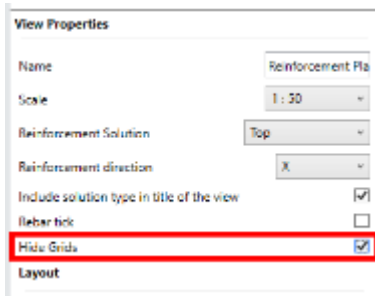 View Properties
Name Reinforcement Pla
Scale 1 : 50
Reinforcement Solution Top
Reinforcement direction X
Include solution type in title of the view
Rebar tick
Hide Grids
Layout